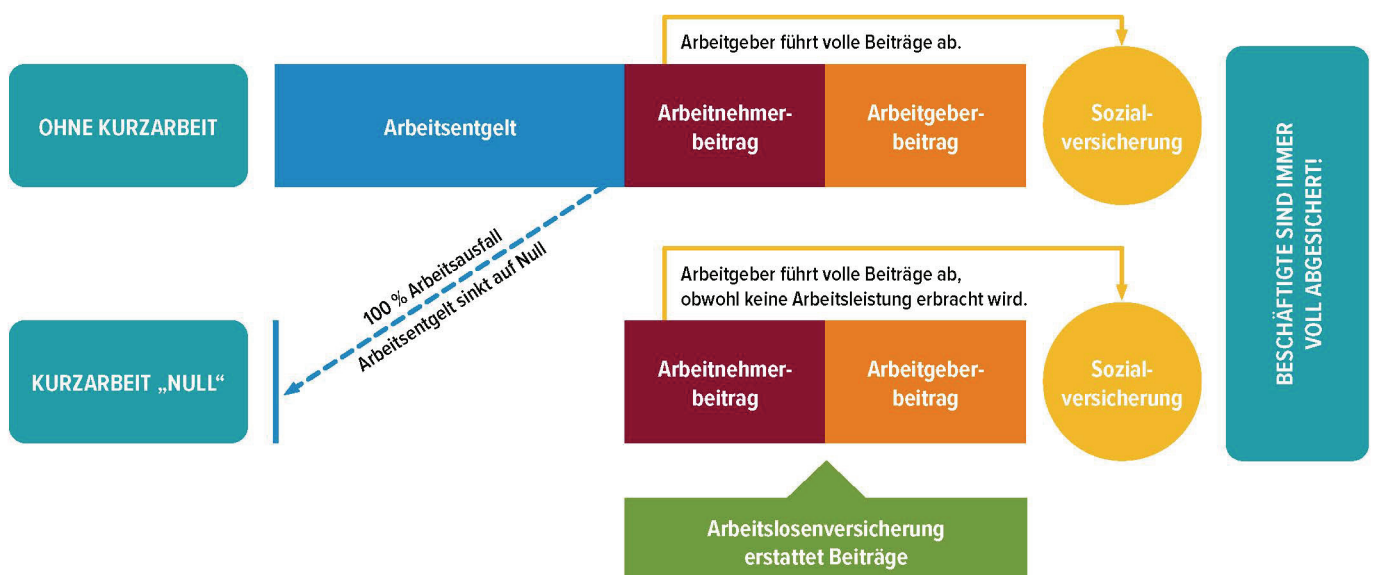 Arbeitgeber führt volle Beiträge ab.
OHNE KURZARBEIT
Arbeitsentgelt
Arbeitnehmer-
beitrag
Arbeitgeber-
beitrag
Sozial-
versicherung
100 % Arbeitsausfall
Arbeitsentgelt sinkt auf Null
Arbeitgeber führt volle Beiträge ab,
obwohl keine Arbeitsleistung erbracht wird.
KURZARBEIT „NULL“
Arbeitnehmer-
beitrag
Arbeitgeber-
beitrag
Sozial-
versicherung
Arbeitslosenversicherung
erstattet Beiträge
BESCHÄFTIGTE SIND IMMER
VOLL ABGESICHERT!